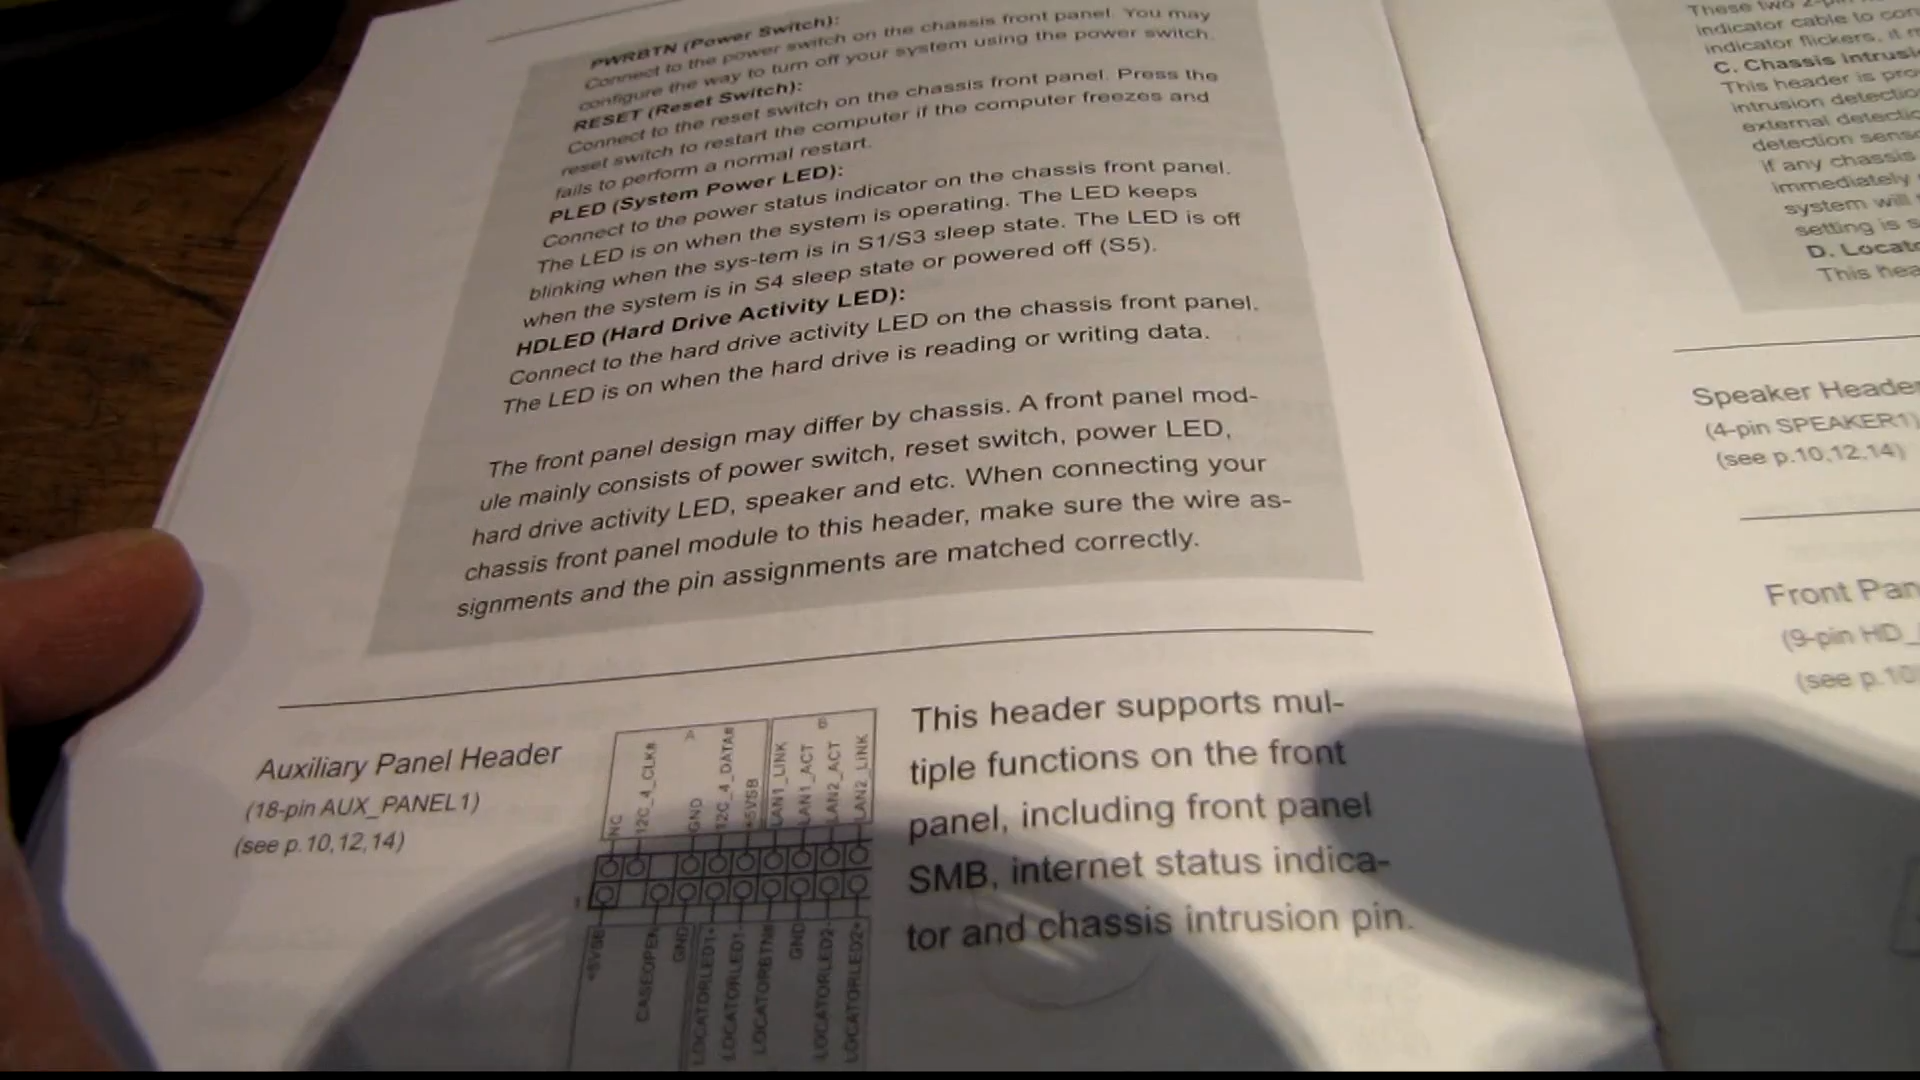 PWRBTN (Power Switch):
Connect to the power switch on the chassis front panel. You may
configure the way to turn off your system using the power switch.
RESET (Reset Switch):
Connect to the reset switch on the chassis front panel. Press the
reset switch to restart the computer if the computer freezes and
fails to perform a normal restart.
PLED (System Power LED):
Connect to the power status indicator on the chassis front panel.
The LED is on when the system is operating. The LED keeps
blinking when the sys-tem is in S1/S3 sleep state. The LED is off
when the system is in S4 sleep state or powered off (S5).
HDLED (Hard Drive Activity LED):
Connect to the hard drive activity LED on the chassis front panel.
The LED is on when the hard drive is reading or writing data.
The front panel design may differ by chassis. A front panel mod-
ule mainly consists of power switch, reset switch, power LED,
hard drive activity LED, speaker and etc. When connecting your
chassis front panel module to this header, make sure the wire as-
signments and the pin assignments are matched correctly.
Auxiliary Panel Header
(18-pin AUX_PANEL1)
(see p.10,12,14)
A
B
NC
12C_4_CLK#
GND
12C_4_DATA#
+5VSB
LAN1_LINK
LAN1_ACT
LAN2_ACT
LAN2_LINK
1
+5VSB
CASEOPEN
GND
LOCATORLED1+
LOCATORLED1-
LOCATORBTN#
GND
LOCATORLED2-
LOCATORLED2+
This header supports mul-
tiple functions on the front
panel, including front panel
SMB, internet status indica-
tor and chassis intrusion pin.
These two 2-pin
indicator cable to con
indicator flickers, it m
C. Chassis intrusi
This header is pro
intrusion detectio
external detectio
detection sens
If any chassis
immediately
system will
setting is s
D. Locat
This hea
Speaker Header
(4-pin SPEAKER1)
(see p.10,12,14)
Front Pan
(9-pin HD_
(see p.10